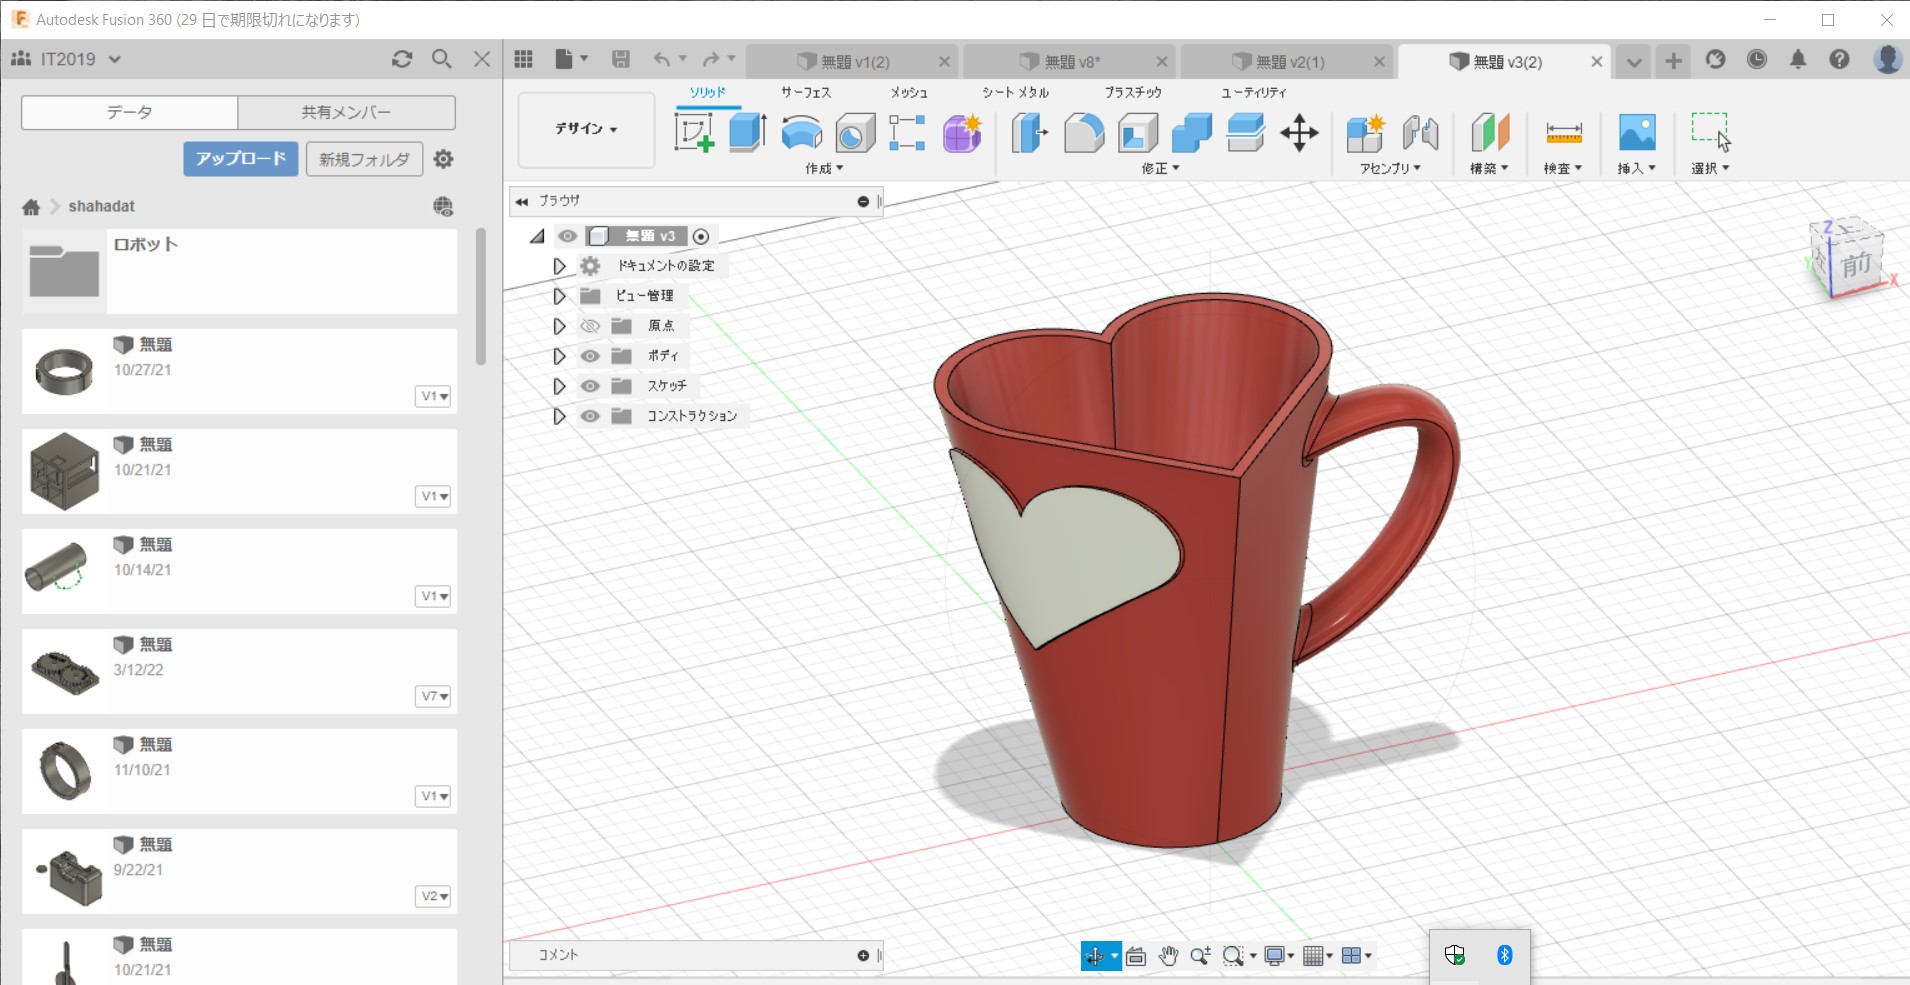 Autodesk Fusion 360 (29 日で期限切れになります)
IT2019
無題 v1(2)
無題 v8*
無題 v2(1)
無題 v3(2)
データ
共有メンバー
アップロード
新規フォルダ
shahadat
デザイン
ソリッド
サーフェス
メッシュ
シート メタル
プラスチック
ユーティリティ
作成
修正
アセンブリ
構築
検査
挿入
選択
ブラウザ
無題 v3
ドキュメントの設定
ビュー管理
原点
ボディ
スケッチ
コンストラクション
ロボット
無題
10/27/21
V1
無題
10/21/21
V1
無題
10/14/21
V1
無題
3/12/22
V7
無題
11/10/21
V1
無題
9/22/21
V2
無題
10/21/21
Z
上
前
X
Y
コメント